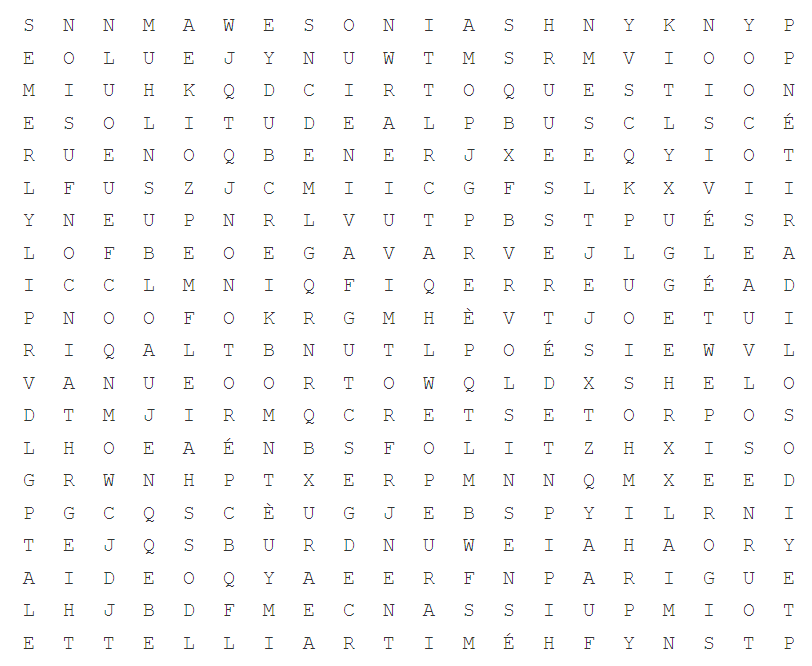 S N N M A W E S O N I A S H N Y K N Y P
E O L U E J Y N U W T M S R M V I O O P
M I U H K Q D C I R T O Q U E S T I O N
E S O L I T U D E A L P B U S C L S C É
R U E N O Q B E N E R J X E E Q Y I O T
L F U S Z J C M I I C G F S L K X V I I
Y N E U P N R L V U T P B S T P U É S R
L O F B E O E G A V A R V E J L G L E A
I C C L M N I Q F I Q E R R E U G É A D
P N O O F O K R G M H È V T J O E T U I
R I Q A L T B N U T L P O É S I E W V L
V A N U E O O R T O W Q L D X S H E L O
D T M J I R M Q C R E T S E T O R P O S
L H O E A É N B S F O L I T Z H X I S O
G R W N H P T X E R P M N N Q M X E E D
P G C Q S C È U G J E B S P Y I L R N I
T E J Q S B U R D N U W E I A H A O R Y
A I D E O Q Y A E E R F N P A R I G U E
L H J B D F M E C N A S S I U P M I O T
E T T E L L I A R T I M É H F Y N S T P